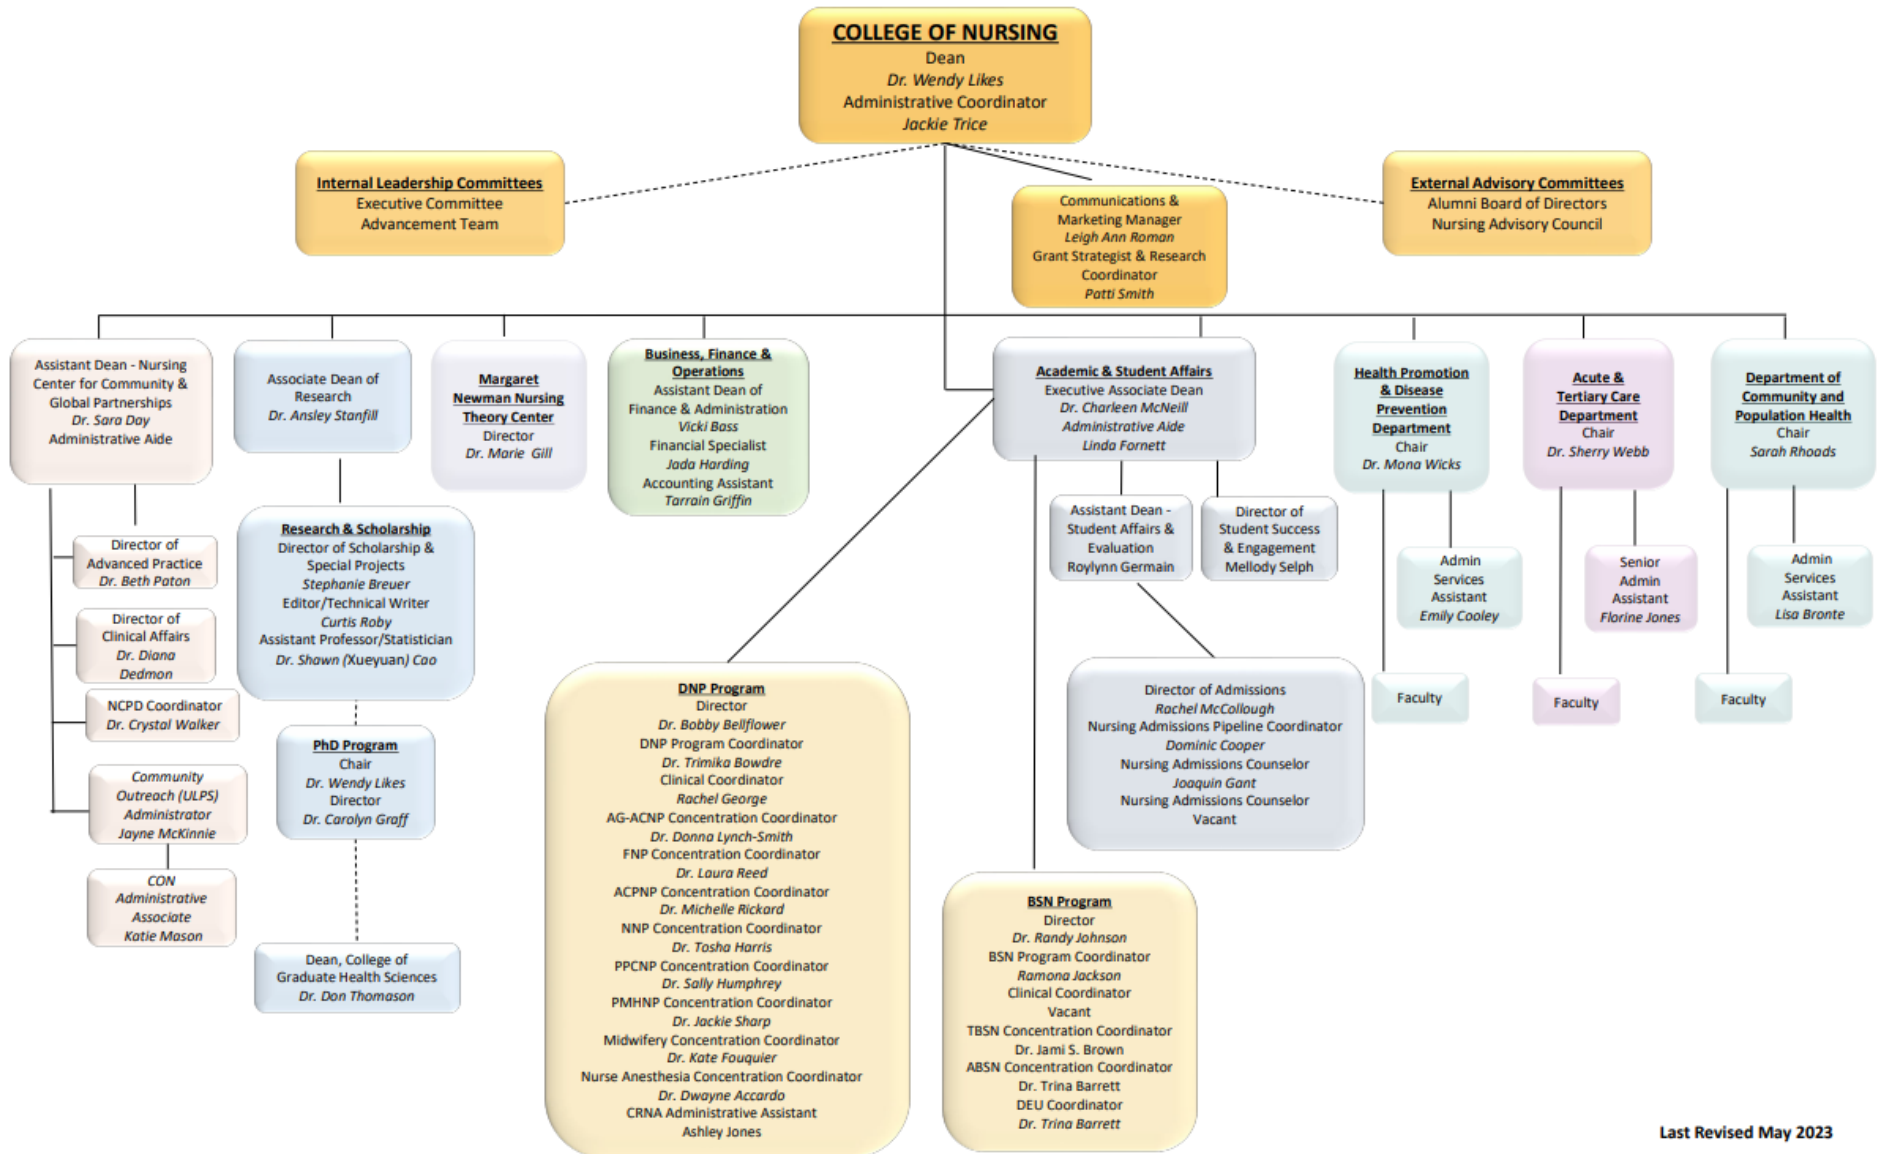 COLLEGE OF NURSING
Dean
Dr. Wendy Likes
Administrative Coordinator
Jackie Trice
Internal Leadership Committees
Executive Committee
Advancement Team
Communications &
Marketing Manager
Leigh Ann Roman
Grant Strategist & Research
Coordinator
Patti Smith
External Advisory Committees
Alumni Board of Directors
Nursing Advisory Council
Assistant Dean - Nursing
Center for Community &
Global Partnerships
Dr. Sara Day
Administrative Aide
Director of
Advanced Practice
Dr. Beth Paton
Director of
Clinical Affairs
Dr. Diana
Dedmon
NCPD Coordinator
Dr. Crystal Walker
Community
Outreach (ULPS)
Administrator
Jayne McKinnie
CON
Administrative
Associate
Katie Mason
Associate Dean of
Research
Dr. Ansley Stanfill
Research & Scholarship
Director of Scholarship &
Special Projects
Stephanie Breuer
Editor/Technical Writer
Curtis Roby
Assistant Professor/Statistician
Dr. Shawn (Xueyuan) Cao
PhD Program
Chair
Dr. Wendy Likes
Director
Dr. Carolyn Graff
Dean, College of
Graduate Health Sciences
Dr. Don Thomason
Margaret
Newman Nursing
Theory Center
Director
Dr. Marie Gill
Business, Finance &
Operations
Assistant Dean of
Finance & Administration
Vicki Bass
Financial Specialist
Jada Harding
Accounting Assistant
Tarrain Griffin
Academic & Student Affairs
Executive Associate Dean
Dr. Charleen McNeill
Administrative Aide
Linda Fornett
Assistant Dean -
Student Affairs &
Evaluation
Roylynn Germain
Director of
Student Success
& Engagement
Mellody Selph
Director of Admissions
Rachel McCollough
Nursing Admissions Pipeline Coordinator
Dominic Cooper
Nursing Admissions Counselor
Joaquin Gant
Nursing Admissions Counselor
Vacant
DNP Program
Director
Dr. Bobby Bellflower
DNP Program Coordinator
Dr. Trimika Bowdre
Clinical Coordinator
Rachel George
AG-ACNP Concentration Coordinator
Dr. Donna Lynch-Smith
FNP Concentration Coordinator
Dr. Laura Reed
ACPNP Concentration Coordinator
Dr. Michelle Rickard
NNP Concentration Coordinator
Dr. Tosha Harris
PPCNP Concentration Coordinator
Dr. Sally Humphrey
PMHNP Concentration Coordinator
Dr. Jackie Sharp
Midwifery Concentration Coordinator
Dr. Kate Fouquier
Nurse Anesthesia Concentration Coordinator
Dr. Dwayne Accardo
CRNA Administrative Assistant
Ashley Jones
BSN Program
Director
Dr. Randy Johnson
BSN Program Coordinator
Ramona Jackson
Clinical Coordinator
Vacant
TBSN Concentration Coordinator
Dr. Jami S. Brown
ABSN Concentration Coordinator
Dr. Trina Barrett
DEU Coordinator
Dr. Trina Barrett
Health Promotion
& Disease
Prevention
Department
Chair
Dr. Mona Wicks
Admin
Services
Assistant
Emily Cooley
Faculty
Acute &
Tertiary Care
Department
Chair
Dr. Sherry Webb
Senior
Admin
Assistant
Florine Jones
Faculty
Department of
Community and
Population Health
Chair
Sarah Rhoads
Admin
Services
Assistant
Lisa Bronte
Faculty
Last Revised May 2023